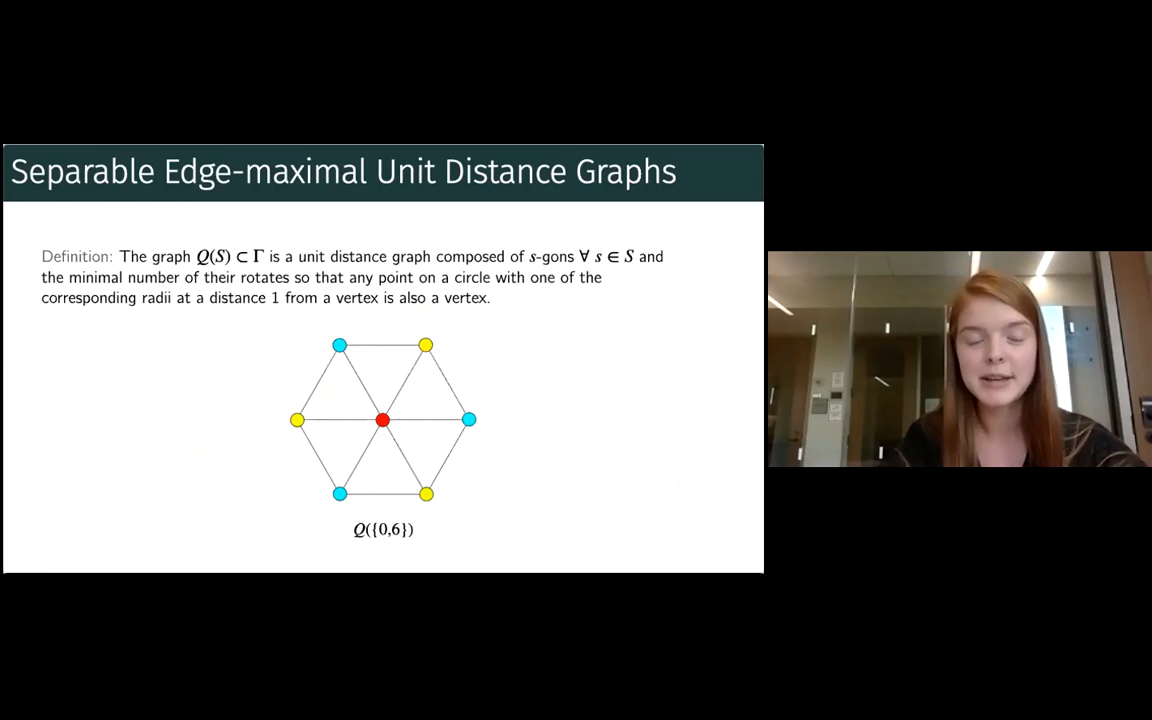 Separable Edge-maximal Unit Distance Graphs
Definition: The graph Q(S) ⊂ Γ is a unit distance graph composed of s-gons ∀ s ∈ S and
the minimal number of their rotates so that any point on a circle with one of the
corresponding radii at a distance 1 from a vertex is also a vertex.
Q({0,6})